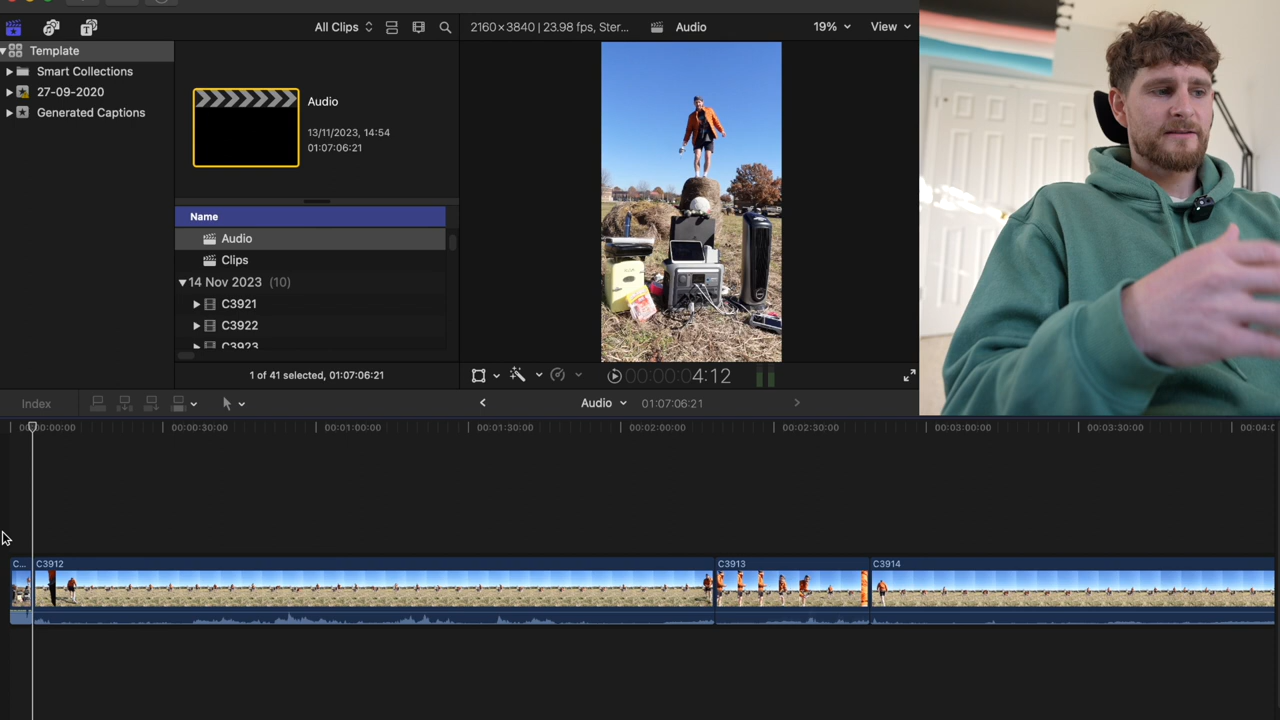 All Clips
2160×3840 | 23.98 fps, Ster...
Audio
19%
View
Template
Smart Collections
27-09-2020
Generated Captions
Audio
13/11/2023, 14:54
01:07:06:21
Name
Audio
Clips
14 Nov 2023 (10)
C3921
C3922
C3923
1 of 41 selected, 01:07:06:21
00:00:04:12
Index
Audio
01:07:06:21
00:00:00:00
00:00:30:00
00:01:00:00
00:01:30:00
00:02:00:00
00:02:30:00
00:03:00:00
00:03:30:00
00:04:0
C...
C3912
C3913
C3914